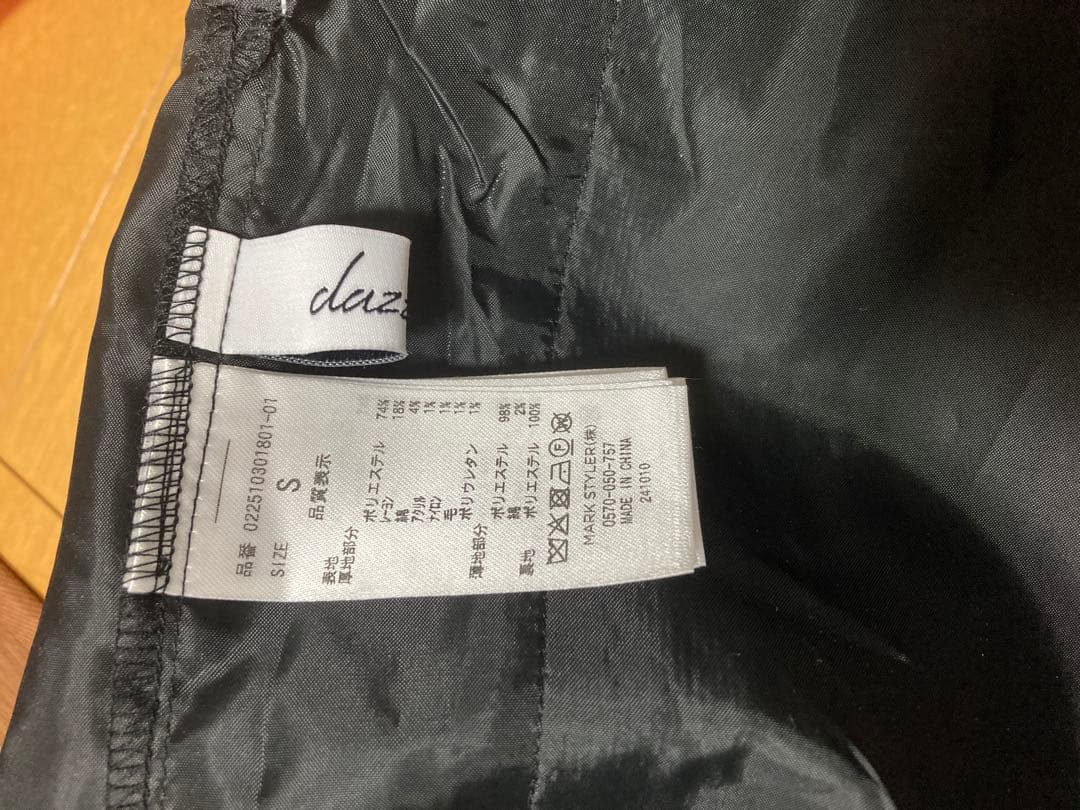 daz
品番 022510301801-01
SIZE S
品質表示
表地
厚地部分
ポリエステル 74%
レーヨン 18%
綿 4%
アクリル 1%
ナイロン 1%
毛 1%
ポリウレタン 1%
薄地部分
ポリエステル 98%
綿 2%
裏地 ポリエステル 100%
MARK STYLER(株)
0570-050-757
MADE IN CHINA
241010